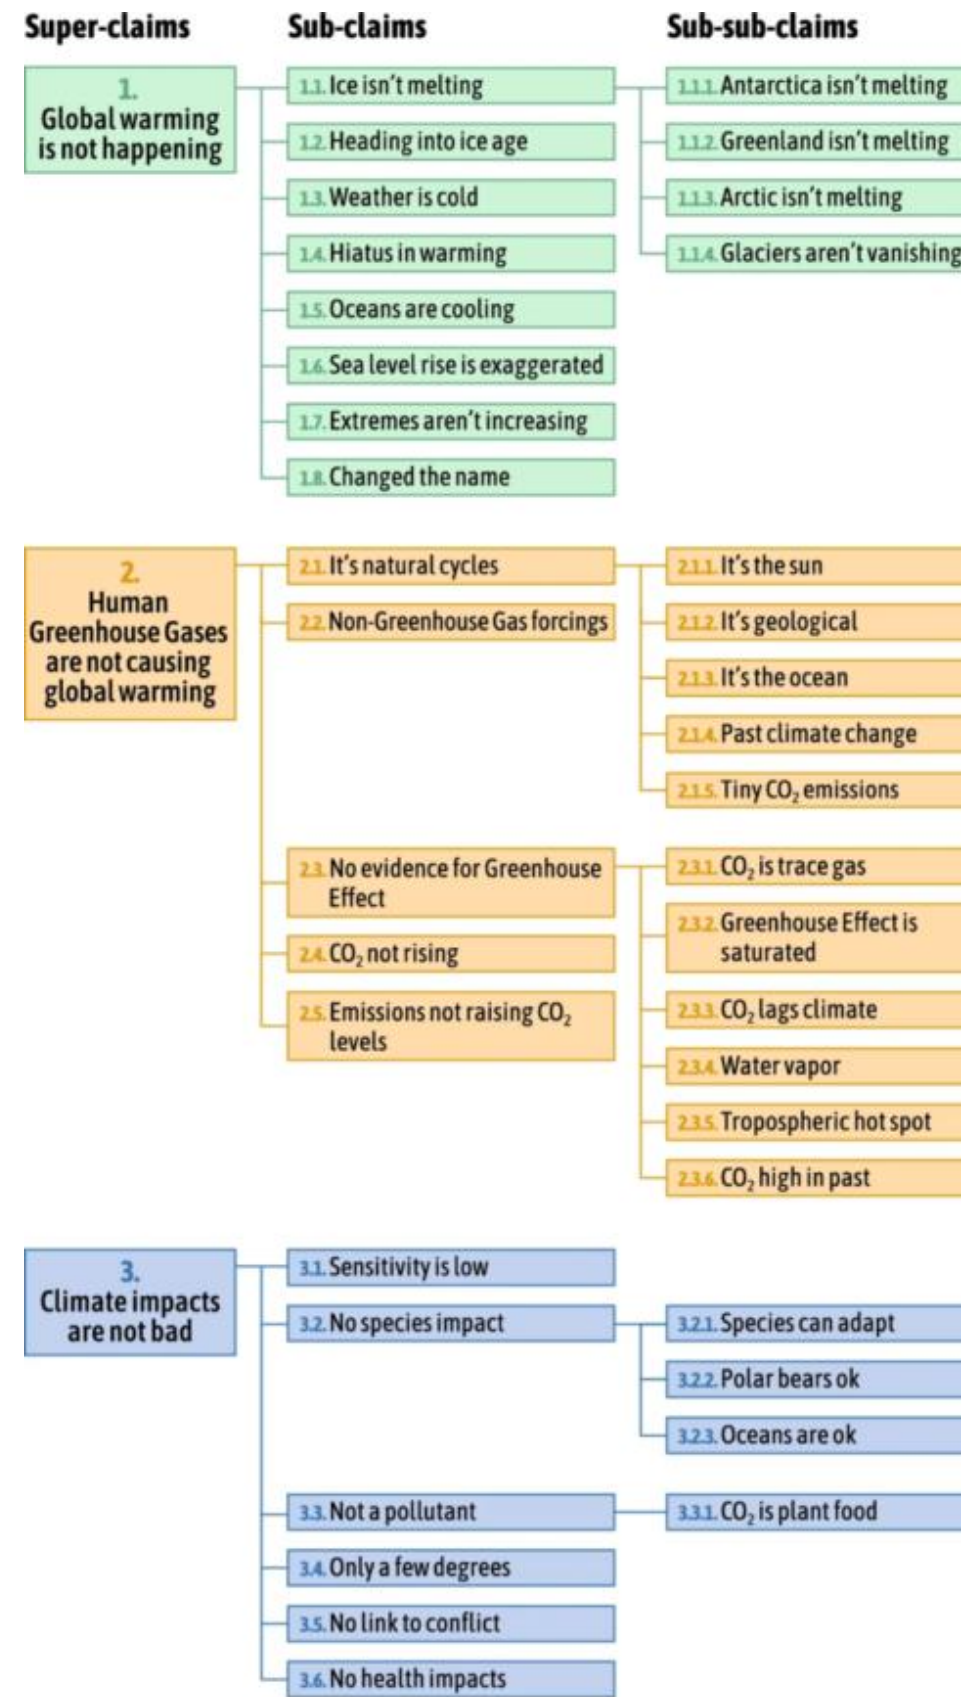 Super-claims
Sub-claims
Sub-sub-claims
1.
Global warming
is not happening
1.1. Ice isn't melting
1.1.1. Antarctica isn't melting
1.1.2. Greenland isn't melting
1.1.3. Arctic isn't melting
1.1.4. Glaciers aren't vanishing
1.2. Heading into ice age
1.3. Weather is cold
1.4. Hiatus in warming
1.5. Oceans are cooling
1.6. Sea level rise is exaggerated
1.7. Extremes aren't increasing
1.8. Changed the name
2.
Human
Greenhouse Gases
are not causing
global warming
2.1. It's natural cycles
2.1.1. It's the sun
2.1.2. It's geological
2.1.3. It's the ocean
2.1.4. Past climate change
2.1.5. Tiny CO₂ emissions
2.2. Non-Greenhouse Gas forcings
2.3. No evidence for Greenhouse
Effect
2.3.1. CO₂ is trace gas
2.3.2. Greenhouse Effect is
saturated
2.3.3. CO₂ lags climate
2.3.4. Water vapor
2.3.5. Tropospheric hot spot
2.3.6. CO₂ high in past
2.4. CO₂ not rising
2.5. Emissions not raising CO₂
levels
3.
Climate impacts
are not bad
3.1. Sensitivity is low
3.2. No species impact
3.2.1. Species can adapt
3.2.2. Polar bears ok
3.2.3. Oceans are ok
3.3. Not a pollutant
3.3.1. CO₂ is plant food
3.4. Only a few degrees
3.5. No link to conflict
3.6. No health impacts